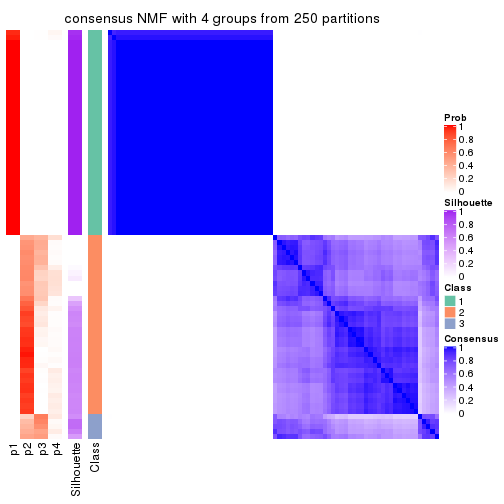 consensus NMF with 4 groups from 250 partitions
Prob
1
0.8
0.6
0.4
0.2
0
Silhouette
1
0.8
0.6
0.4
0.2
0
Class
1
2
3
Consensus
1
0.8
0.6
0.4
0.2
0
p1
p2
p3
p4
Silhouette
Class